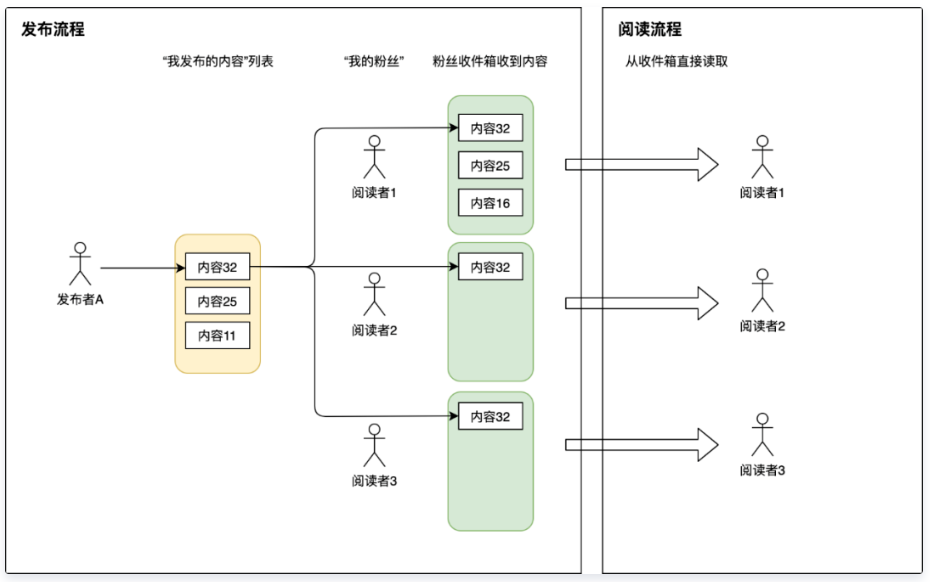 发布流程
阅读流程
“我发布的内容”列表
“我的粉丝”
粉丝收件箱收到内容
从收件箱直接读取
内容32
内容25
内容16
阅读者1
阅读者1
内容32
内容25
内容11
发布者A
内容32
阅读者2
阅读者2
内容32
阅读者3
阅读者3